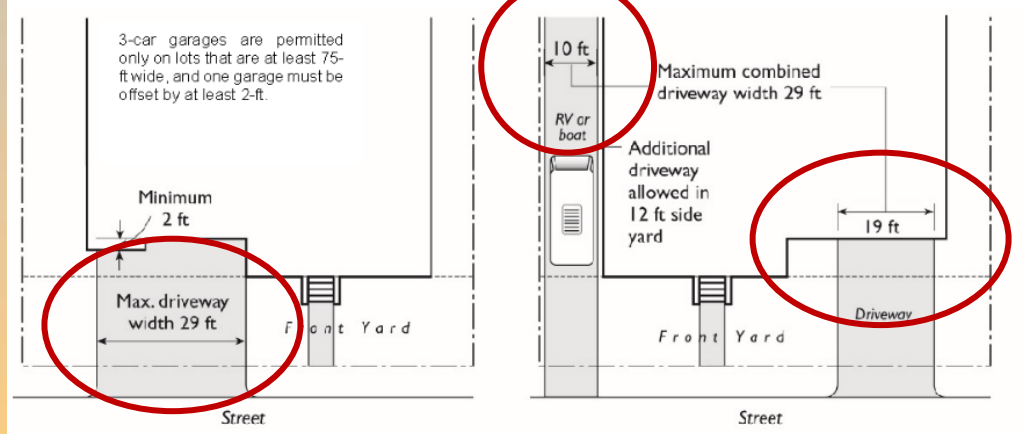 3-car garages are permitted
only on lots that are at least 75-
ft wide, and one garage must be
offset by at least 2-ft.
Minimum
2 ft
Max. driveway
width 29 ft
Front Yard
Street
10 ft
Maximum combined
driveway width 29 ft
RV or
boat
Additional
driveway
allowed in
12 ft side
yard
19 ft
Driveway
Front Yard
Street